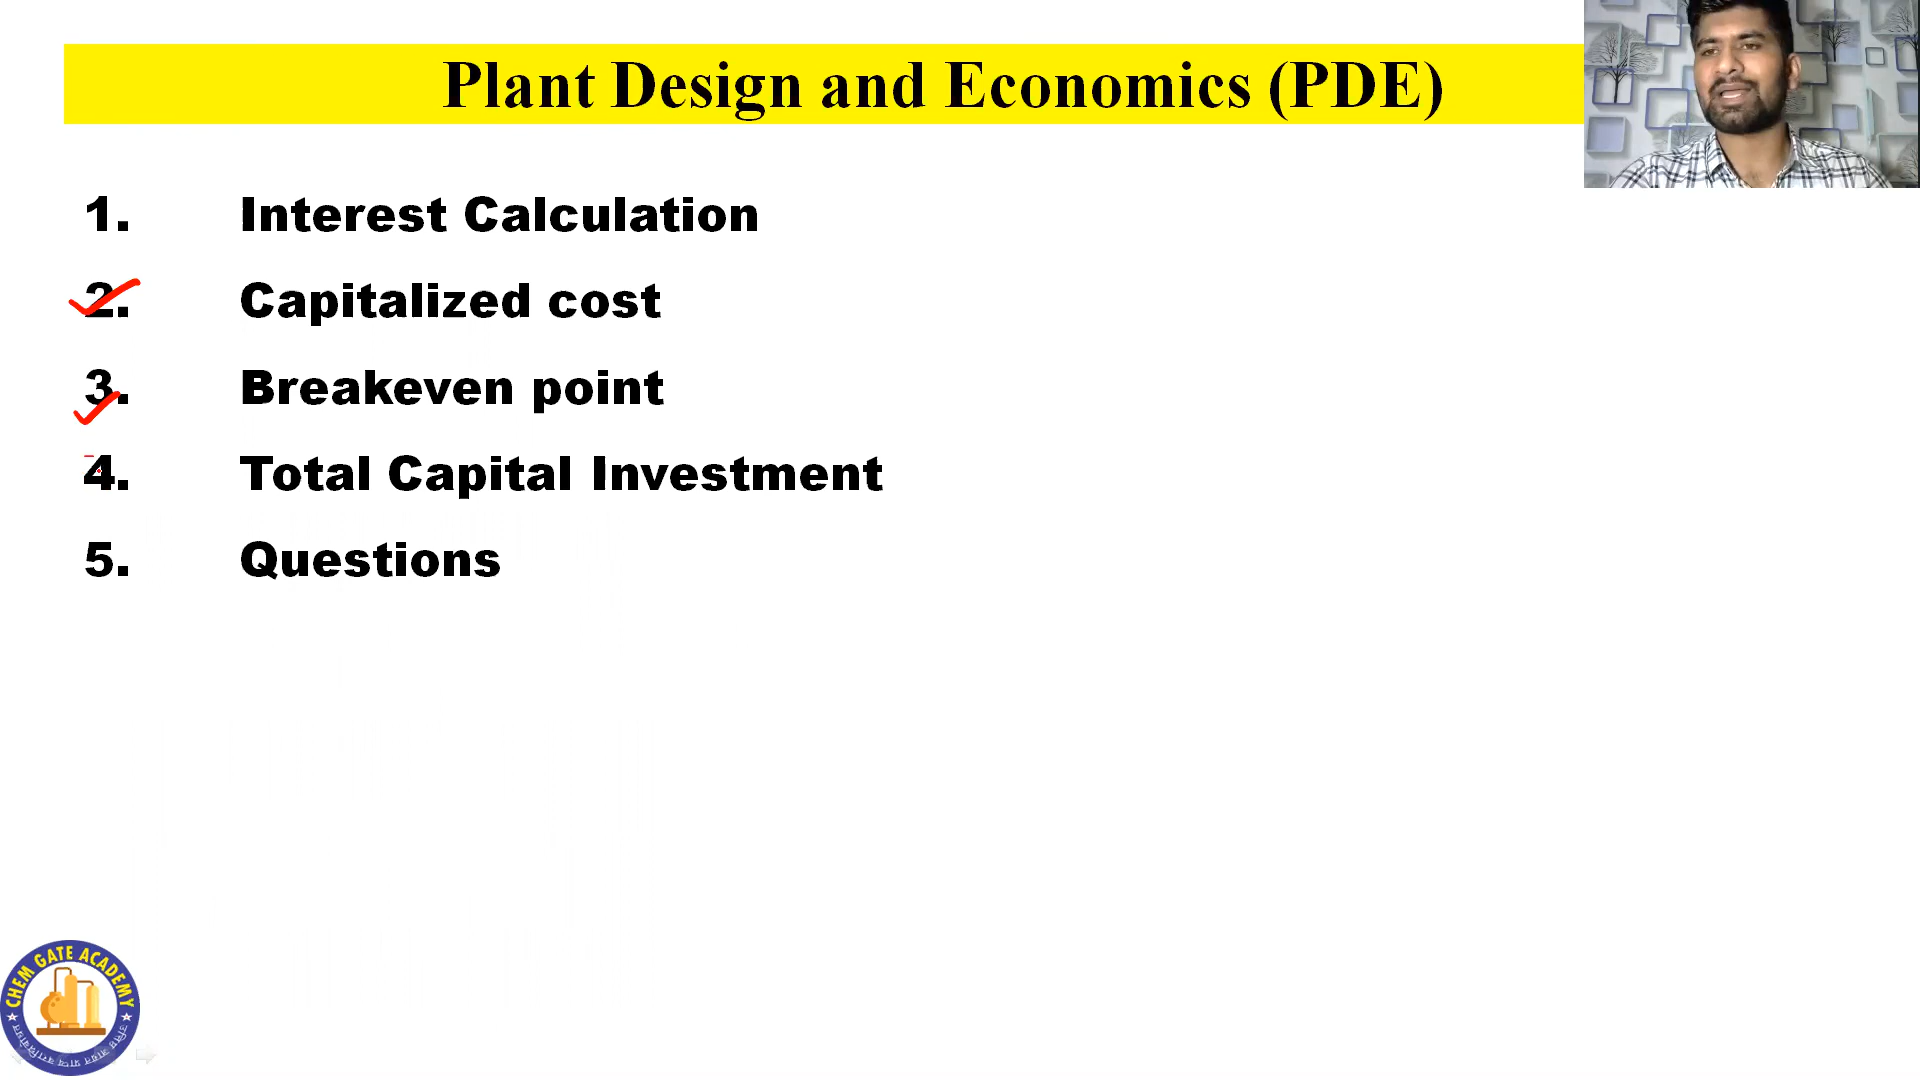 Plant Design and Economics (PDE)
1. Interest Calculation
2. Capitalized cost
3. Breakeven point
4. Total Capital Investment
5. Questions
CHEM GATE ACADEMY